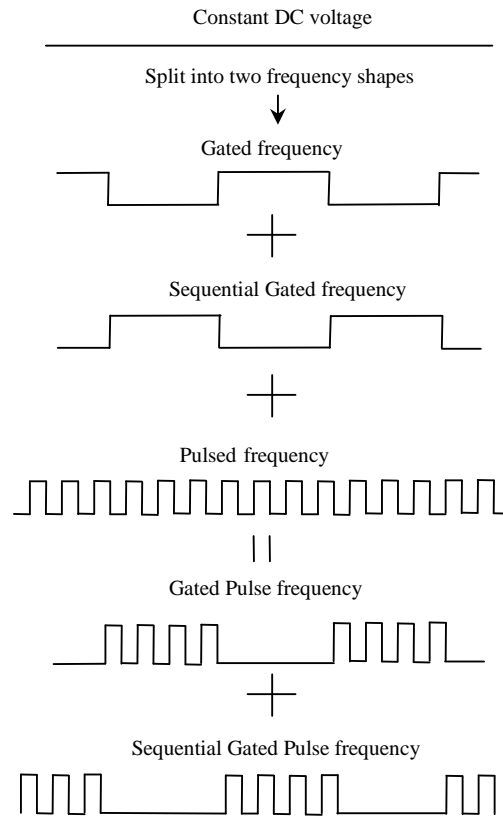 Constant DC voltage
Split into two frequency shapes
Gated frequency
Sequential Gated frequency
Pulsed frequency
Gated Pulse frequency
Sequential Gated Pulse frequency